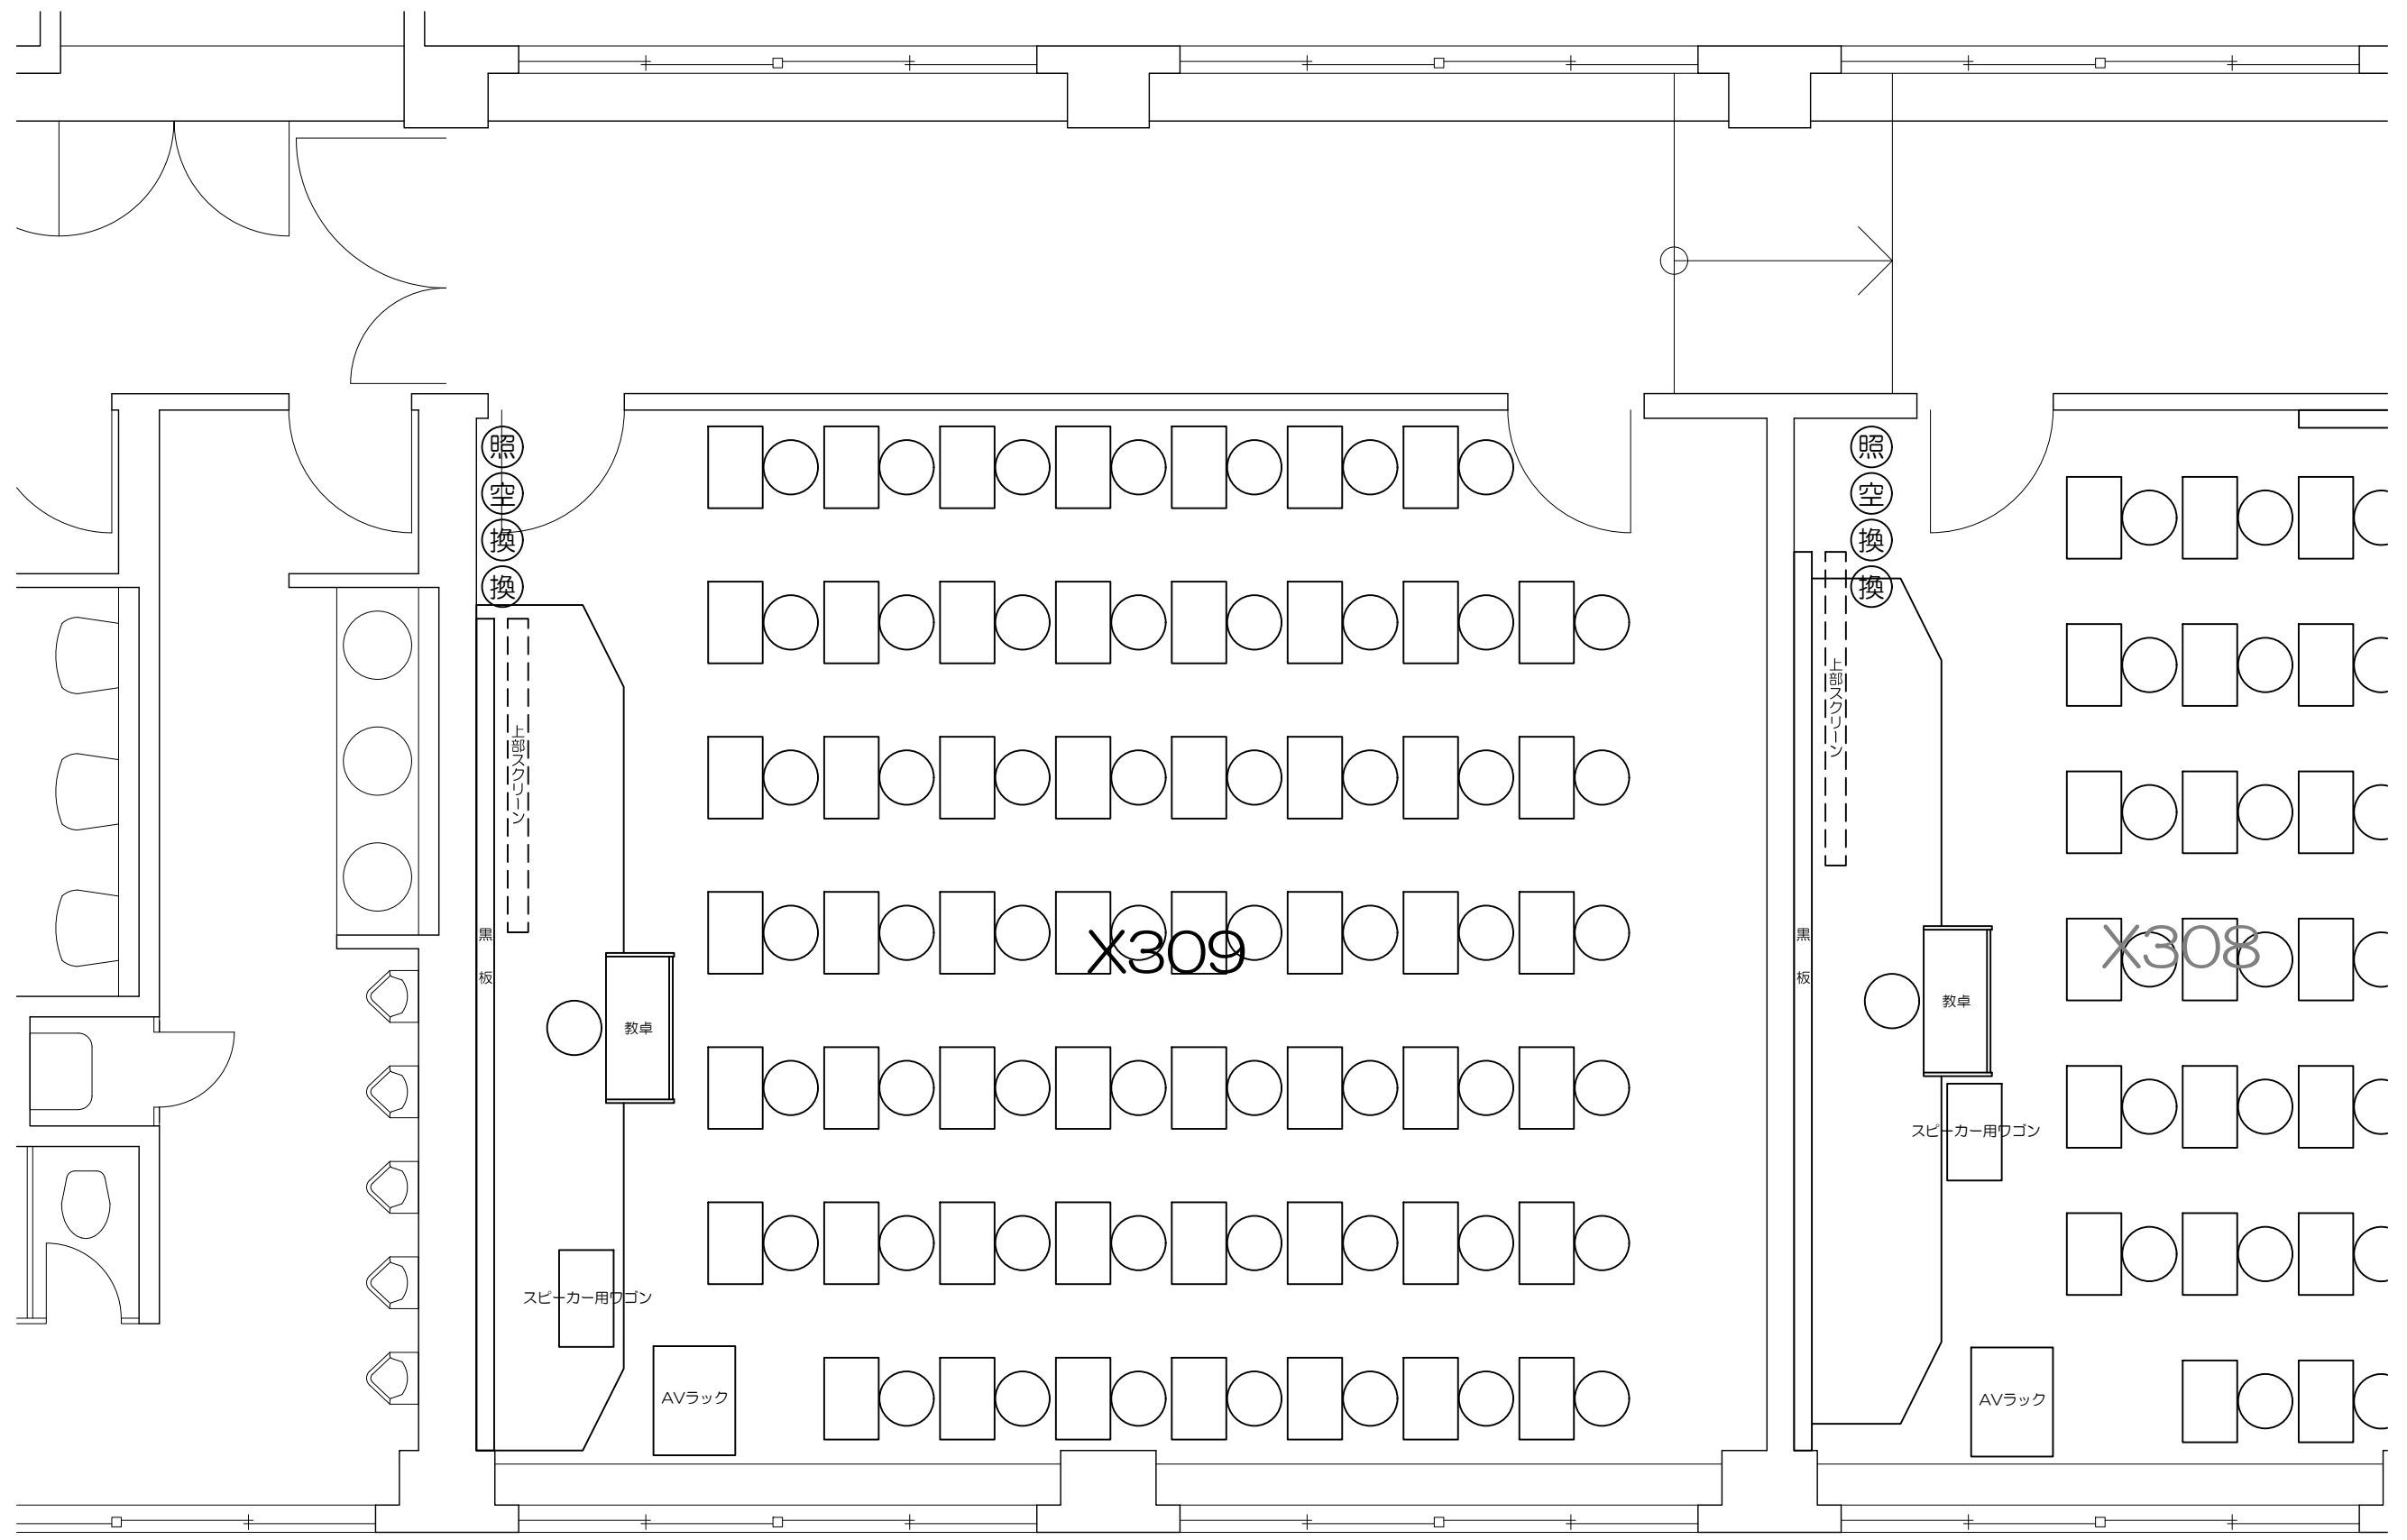 照
空
換
換
上部スクリーン
黒板
X309
教卓
スピーカー用ワゴン
AVラック
照
空
換
換
上部スクリーン
黒板
X308
教卓
スピーカー用ワゴン
AVラック